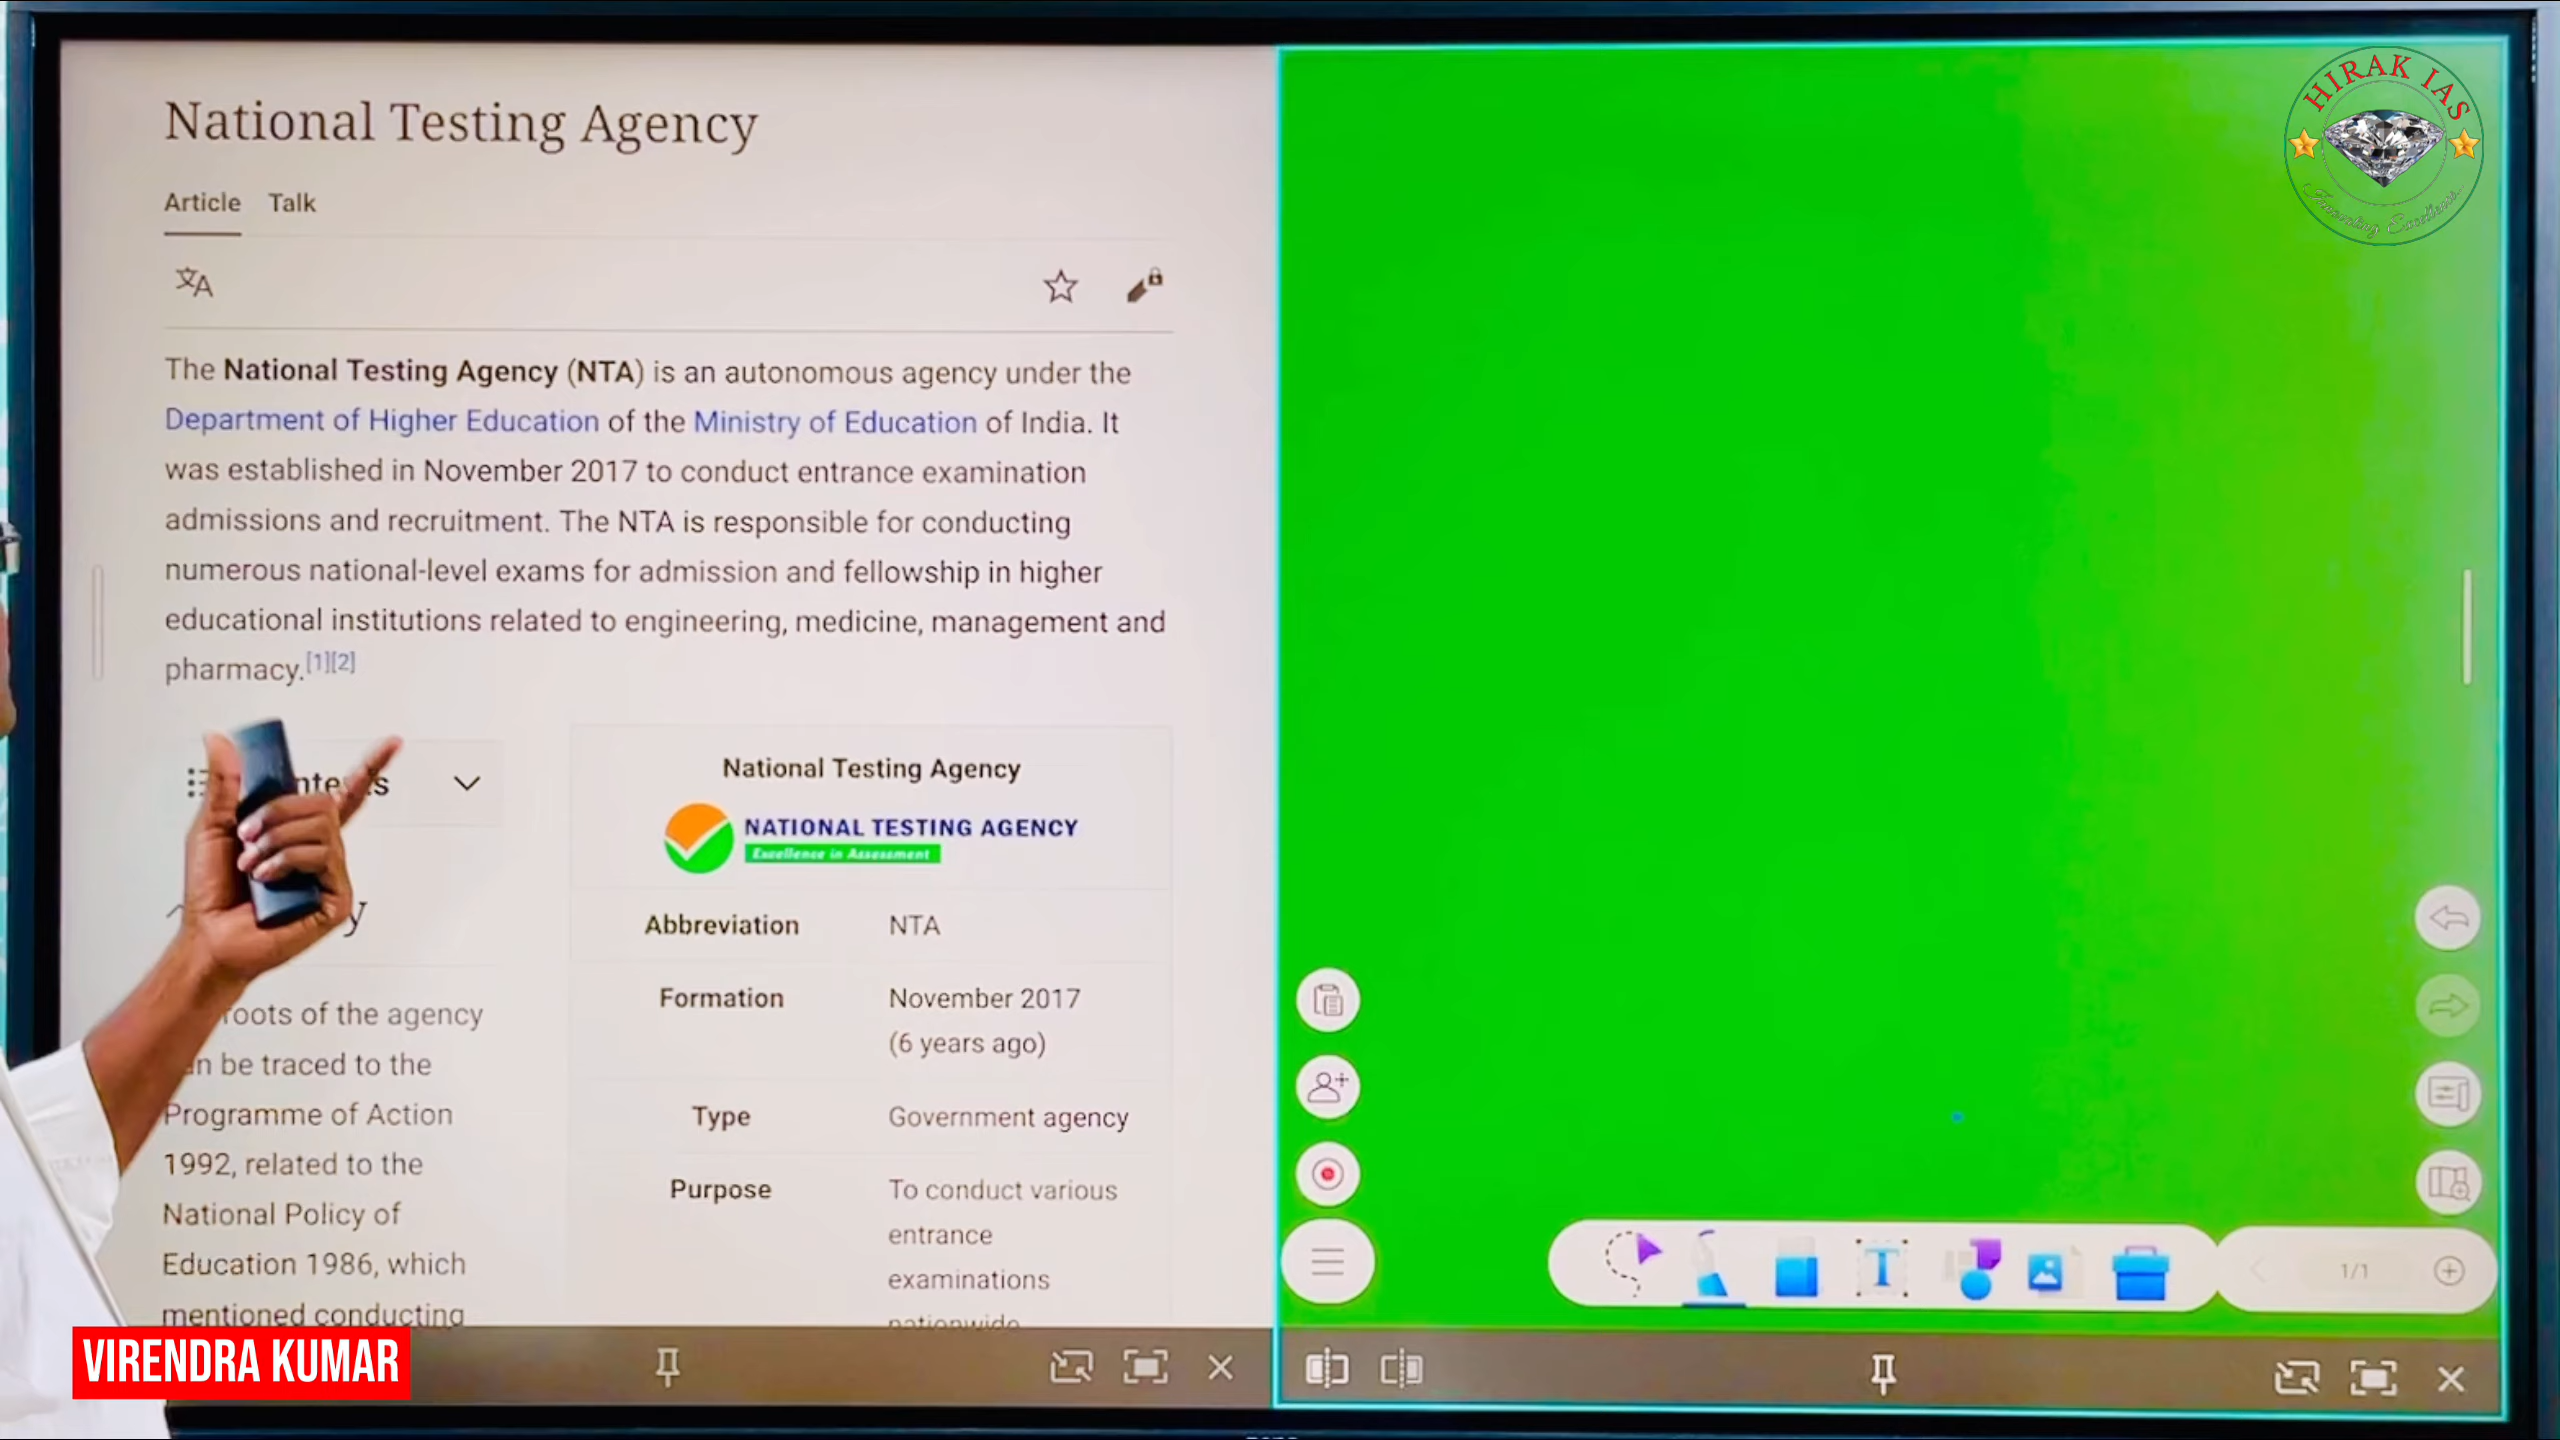 National Testing Agency
Article Talk
The National Testing Agency (NTA) is an autonomous agency under the
Department of Higher Education of the Ministry of Education of India. It
was established in November 2017 to conduct entrance examination
admissions and recruitment. The NTA is responsible for conducting
numerous national-level exams for admission and fellowship in higher
educational institutions related to engineering, medicine, management and
pharmacy.[1][2]
roots of the agency
be traced to the
Programme of Action
1992, related to the
National Policy of
Education 1986, which
mentioned conducting
National Testing Agency
NATIONAL TESTING AGENCY
Excellence in Assessment
Abbreviation NTA
Formation November 2017
(6 years ago)
Type Government agency
Purpose To conduct various
entrance
examinations
nationwide
HIRAK IAS
1/1
VIRENDRA KUMAR